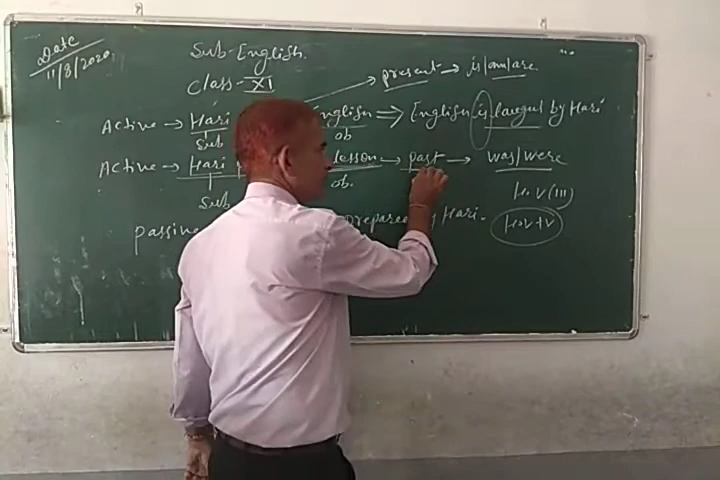 Date
11/8/2020
Sub-English.
Class-XI
present → is/am/are.
Active → Hari English ⇒ English is taught by Hari
Sub ob
Active → Hari lesson → past → was/were
Sub ob.
H.V(III)
passive prepared by Hari.
H.V+V